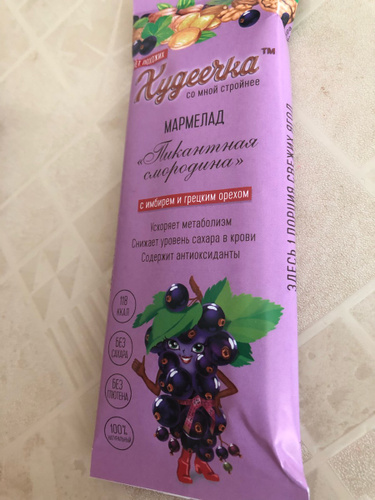 Худеечка™
со мной стройнее
МАРМЕЛАД
«Пикантная
смородина»
с имбирем и грецким орехом
Ускоряет метаболизм
Снижает уровень сахара в крови
Содержит антиоксиданты
118
ККАЛ
БЕЗ
САХАРА
БЕЗ
ГЛЮТЕНА
100%
НАТУРАЛЬНЫЙ
ЗДЕСЬ 1 ПОРЦИЯ СВЕЖИХ ЯГОД